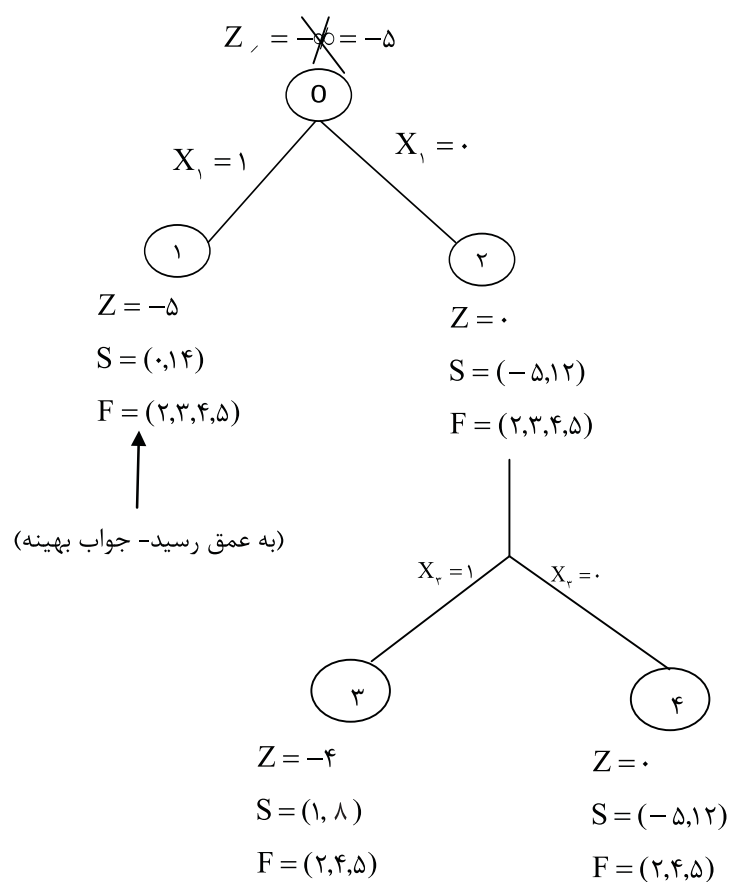 Z٫ = −∞ = −۵
0
X۱ = ۱
X۱ = ۰
۱
۲
Z = −۵
S = (۰,۱۴)
F = (۲,۳,۴,۵)
Z = ۰
S = (−۵,۱۲)
F = (۲,۳,۴,۵)
(به عمق رسید- جواب بهینه)
X۳ = ۱
X۳ = ۰
۳
۴
Z = −۴
S = (۱, ۸)
F = (۲,۴,۵)
Z = ۰
S = (−۵,۱۲)
F = (۲,۴,۵)